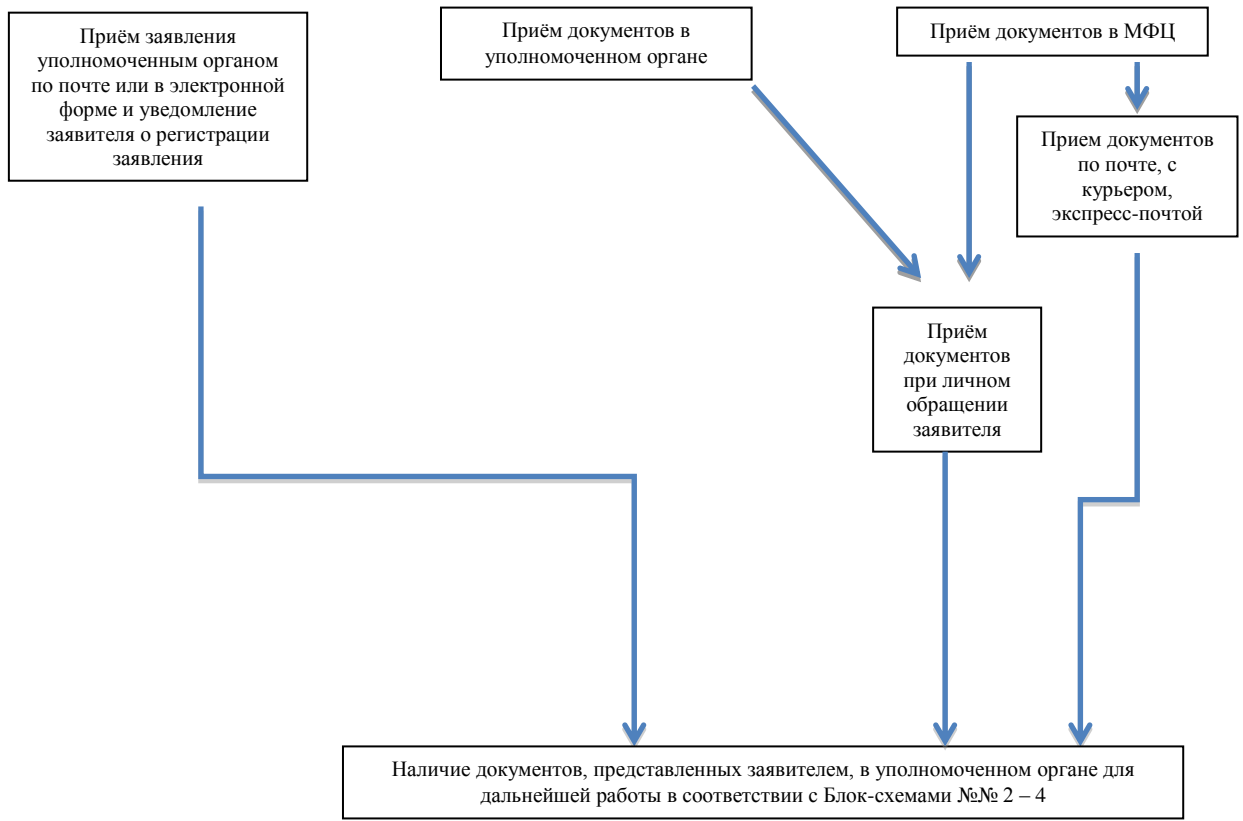 Приём заявления
уполномоченным органом
по почте или в электронной
форме и уведомление
заявителя о регистрации
заявления
Приём документов в
уполномоченном органе
Приём документов в МФЦ
Прием документов
по почте, с
курьером,
экспресс-почтой
Приём
документов
при личном
обращении
заявителя
Наличие документов, представленных заявителем, в уполномоченном органе для
дальнейшей работы в соответствии с Блок-схемами №№ 2 – 4